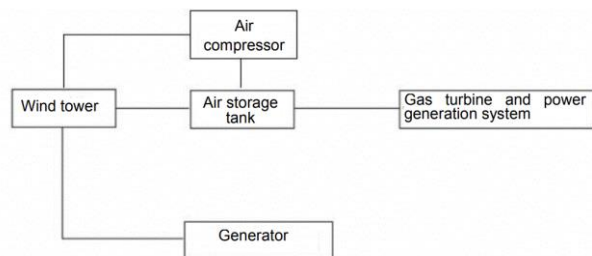 Air
compressor
Wind tower
Air storage
tank
Gas turbine and power
generation system
Generator